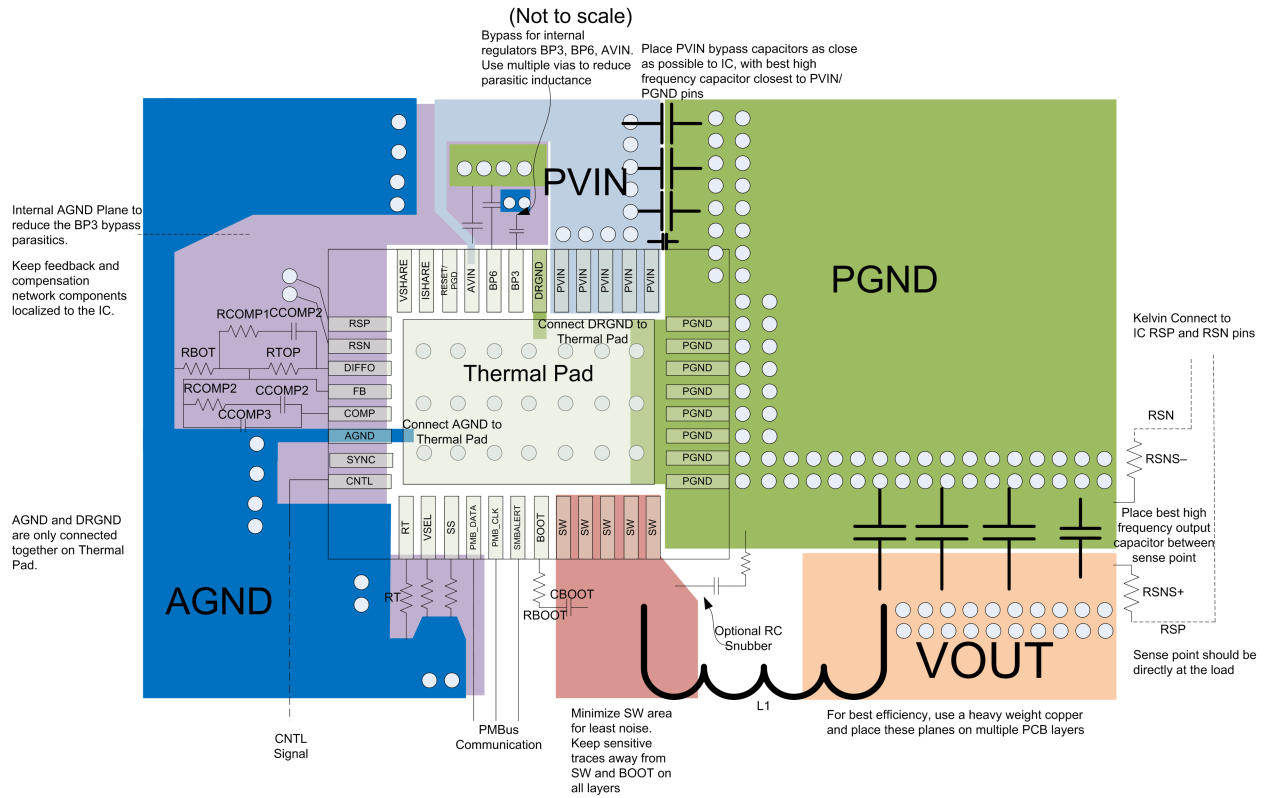 (Not to scale)
Bypass for internal
regulators BP3, BP6, AVIN.
Use multiple vias to reduce
parasitic inductance
Place PVIN bypass capacitors as close
as possible to IC, with best high
frequency capacitor closest to PVIN/
PGND pins
PVIN
PGND
Internal AGND Plane to
reduce the BP3 bypass
parasitics.
Keep feedback and
compensation
network components
localized to the IC.
VSHARE
ISHARE
RESET/
PGD
AVIN
BP6
BP3
DRGND
PVIN
PVIN
PVIN
PVIN
PVIN
RCOMP1
CCOMP2
RBOT
RTOP
RCOMP2
CCOMP2
CCOMP3
RSP
RSN
DIFFO
FB
COMP
AGND
SYNC
CNTL
Connect DRGND to
Thermal Pad
Thermal Pad
Connect AGND to
Thermal Pad
PGND
PGND
PGND
PGND
PGND
PGND
PGND
PGND
Kelvin Connect to
IC RSP and RSN pins
RSN
RSNS–
Place best high
frequency output
capacitor between
sense point
RSNS+
RSP
Sense point should be
directly at the load
AGND and DRGND
are only connected
together on Thermal
Pad.
RT
VSEL
SS
PMB_DATA
PMB_CLK
SMBALERT
BOOT
SW
SW
SW
SW
SW
AGND
RT
CBOOT
RBOOT
Optional RC
Snubber
VOUT
L1
CNTL
Signal
PMBus
Communication
Minimize SW area
for least noise.
Keep sensitive
traces away from
SW and BOOT on
all layers
For best efficiency, use a heavy weight copper
and place these planes on multiple PCB layers